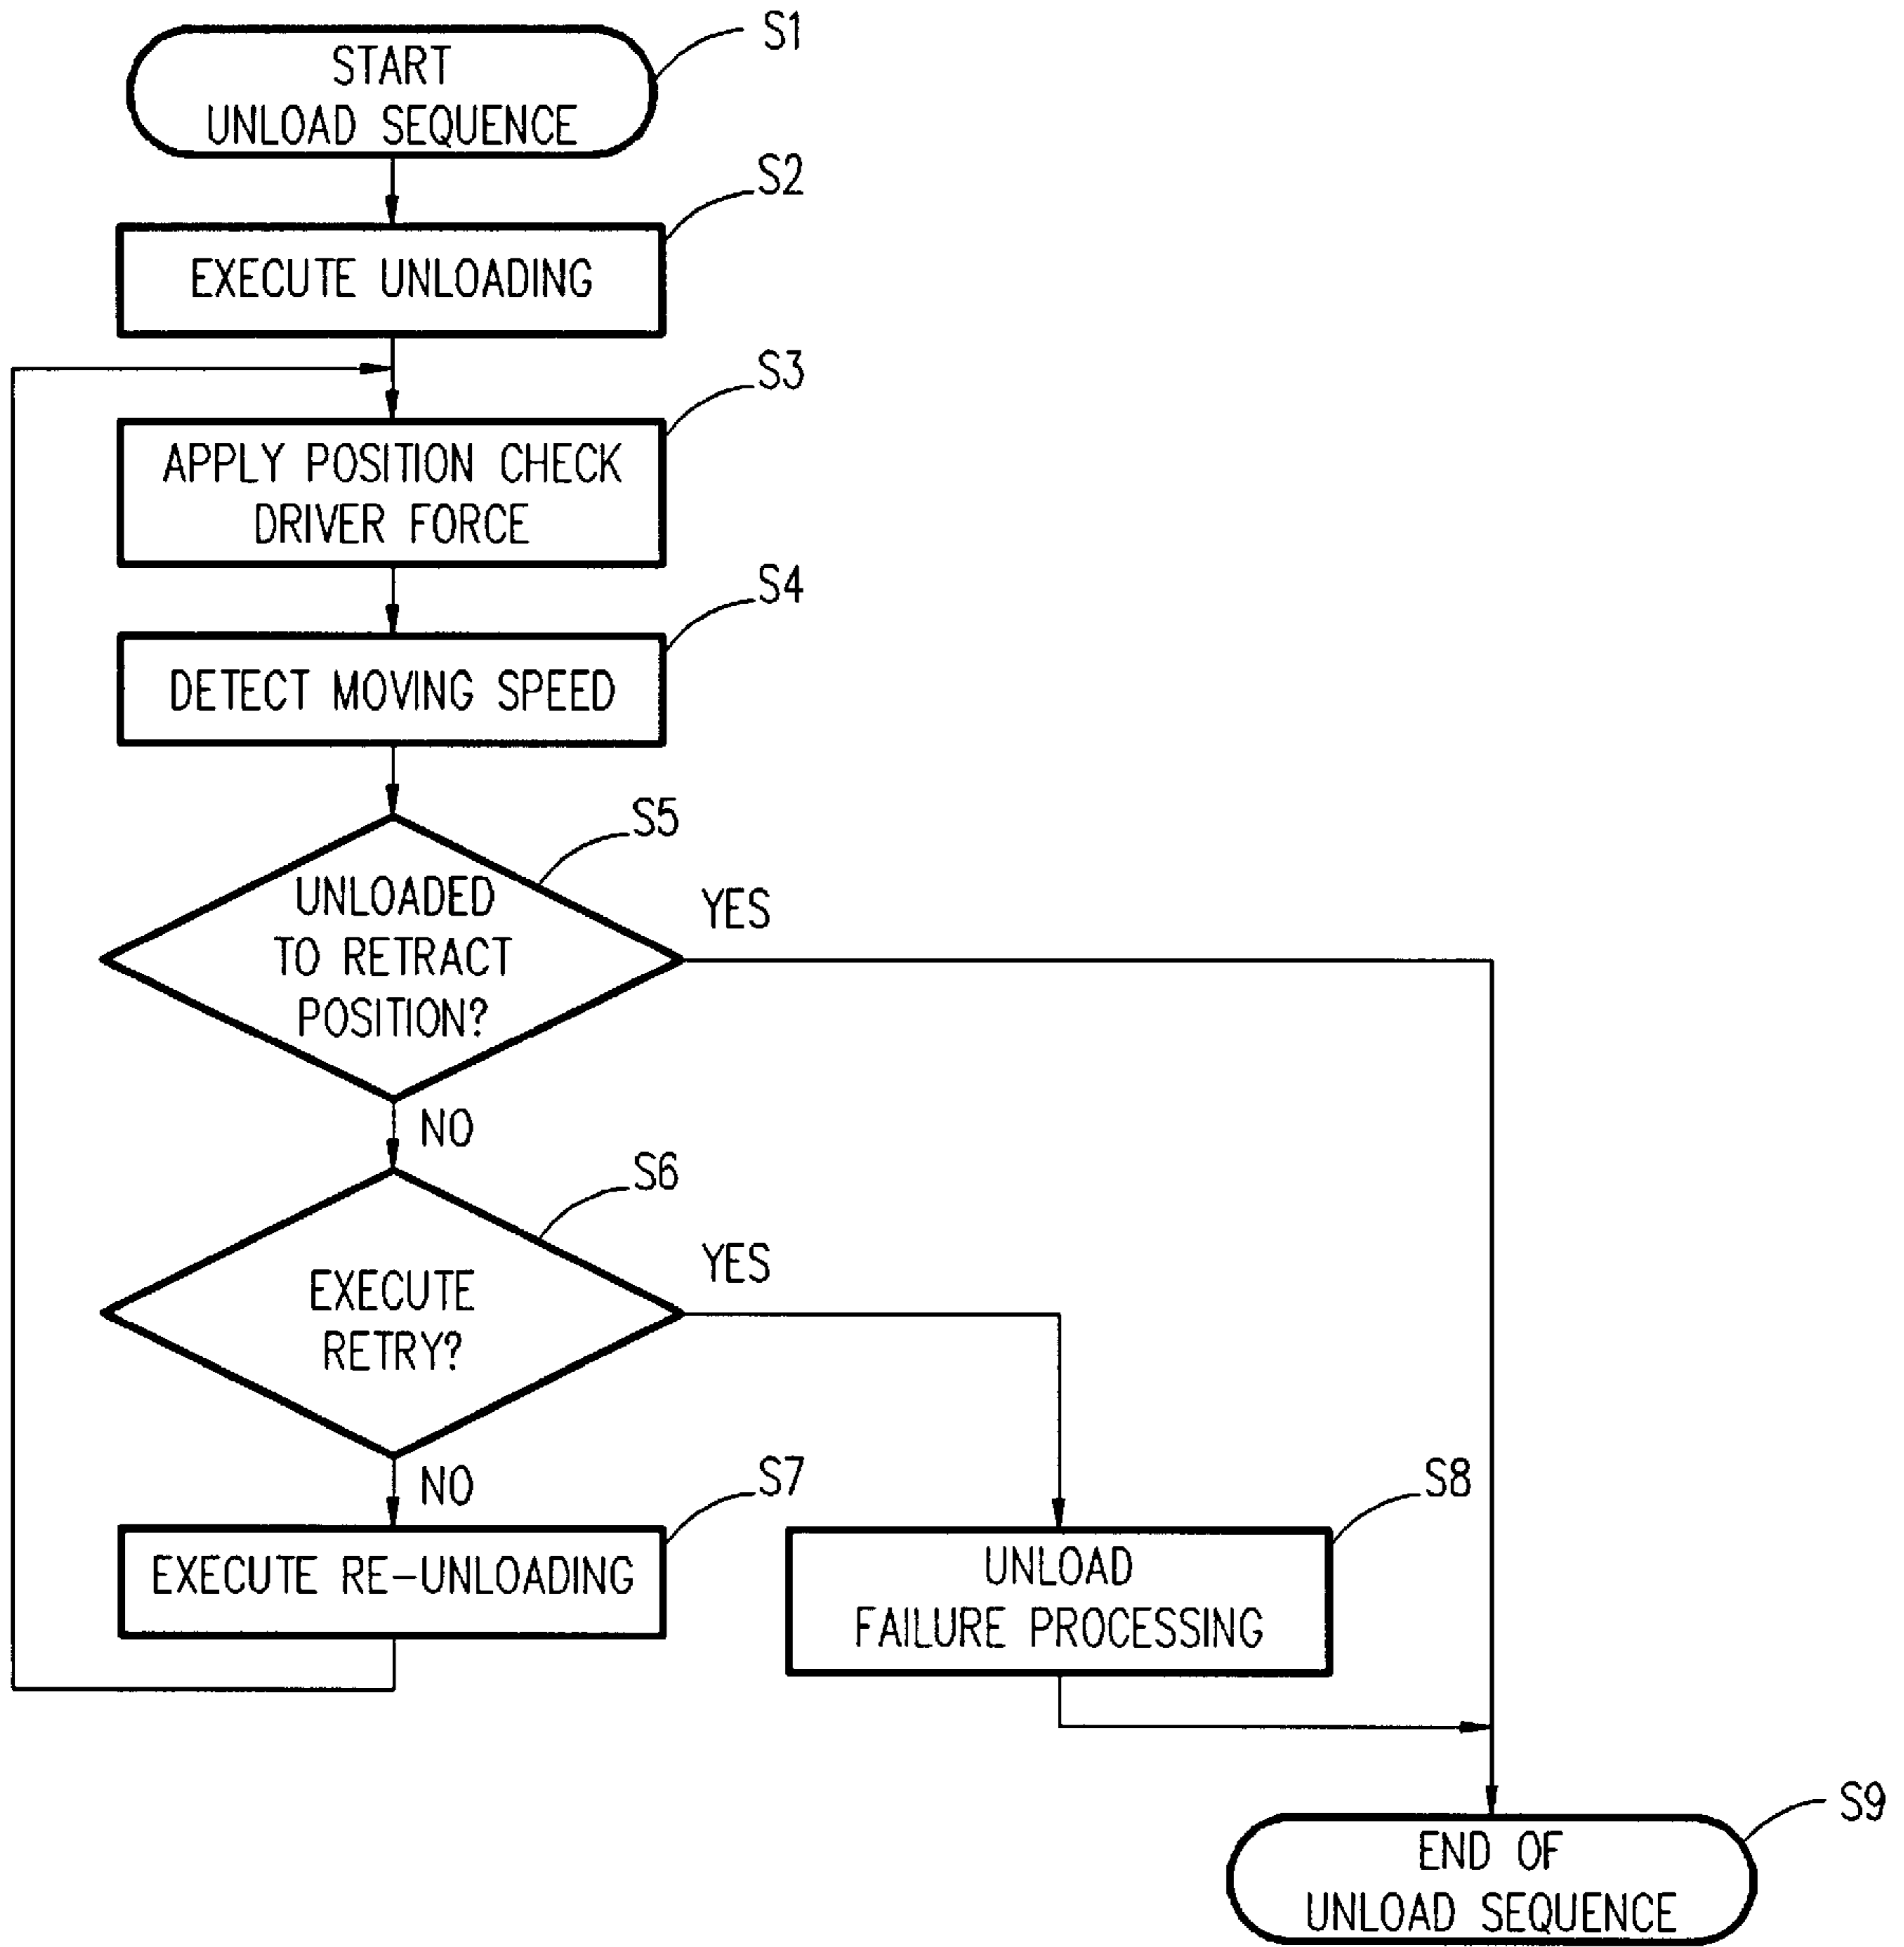 S1
START
UNLOAD SEQUENCE
S2
EXECUTE UNLOADING
S3
APPLY POSITION CHECK
DRIVER FORCE
S4
DETECT MOVING SPEED
S5
UNLOADED
TO RETRACT
POSITION?
YES
NO
S6
EXECUTE
RETRY?
YES
NO
S7
EXECUTE RE-UNLOADING
S8
UNLOAD
FAILURE PROCESSING
S9
END OF
UNLOAD SEQUENCE